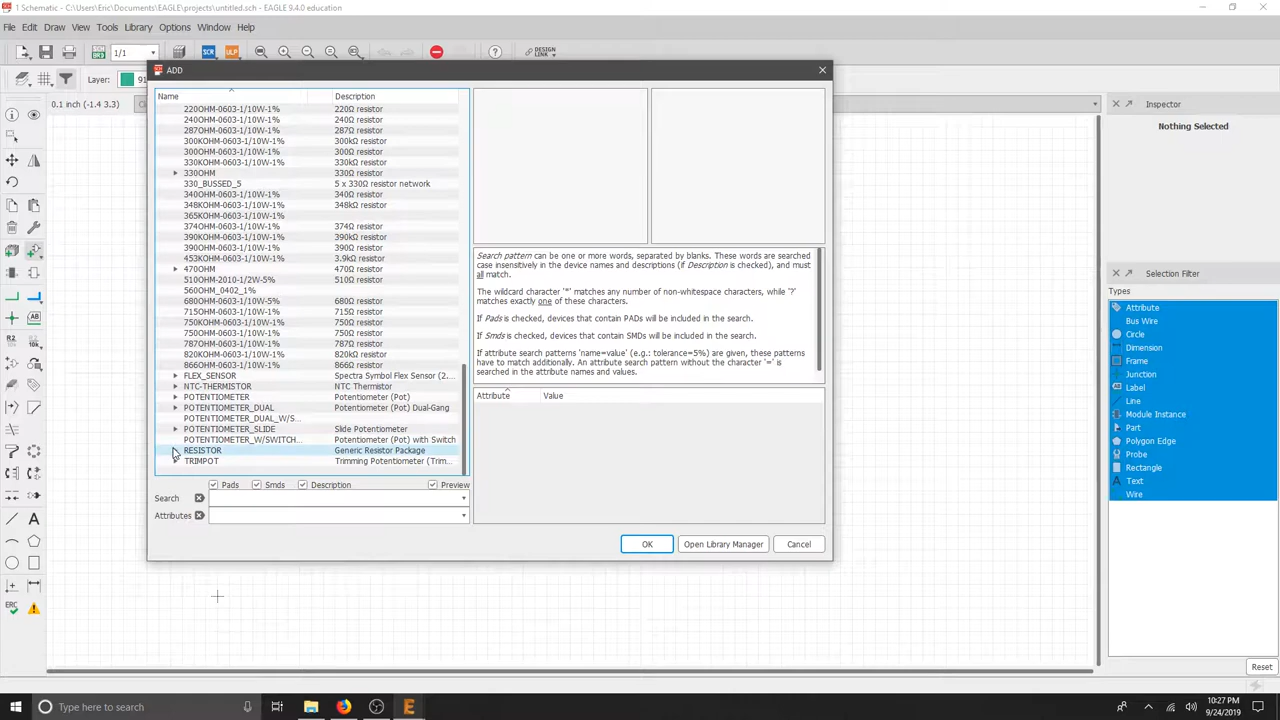 1 Schematic - C:\Users\Eric\Documents\EAGLE\projects\untitled.sch - EAGLE 9.4.0 education
File Edit Draw View Tools Library Options Window Help
SCR ULP 1/1 DESIGN LINK
Layer: 91
ADD
0.1 inch (-1.4 3.3)
Inspector
Nothing Selected
Name Description
220OHM-0603-1/10W-1% 220Ω resistor
240OHM-0603-1/10W-1% 240Ω resistor
287OHM-0603-1/10W-1% 287Ω resistor
300KOHM-0603-1/10W-1% 300kΩ resistor
300OHM-0603-1/10W-1% 300Ω resistor
330KOHM-0603-1/10W-1% 330kΩ resistor
330OHM 330Ω resistor
330_BUSSED_5 5 x 330Ω resistor network
340OHM-0603-1/10W-1% 340Ω resistor
348KOHM-0603-1/10W-1% 348kΩ resistor
365KOHM-0603-1/10W-1%
374OHM-0603-1/10W-1% 374Ω resistor
390KOHM-0603-1/10W-1% 390kΩ resistor
390OHM-0603-1/10W-1% 390Ω resistor
453KOHM-0603-1/10W-1% 3.9kΩ resistor
470OHM 470Ω resistor
510OHM-2010-1/2W-5% 510Ω resistor
560OHM_0402_1%
680OHM-0603-1/10W-1% 680Ω resistor
715OHM-0603-1/10W-1% 715Ω resistor
750KOHM-0603-1/10W-1% 750Ω resistor
750OHM-0603-1/10W-1% 750Ω resistor
787OHM-0603-1/10W-1% 787Ω resistor
820KOHM-0603-1/10W-1% 820kΩ resistor
866OHM-0603-1/10W-1% 866Ω resistor
FLEX_SENSOR Spectra Symbol Flex Sensor (2....
NTC-THERMISTOR NTC Thermistor
POTENTIOMETER Potentiometer (Pot)
POTENTIOMETER_DUAL Potentiometer (Pot) Dual-Gang
POTENTIOMETER_DUAL_W/S...
POTENTIOMETER_SLIDE Slide Potentiometer
POTENTIOMETER_W/SWITCH... Potentiometer (Pot) with Switch
RESISTOR Generic Resistor Package
TRIMPOT Trimming Potentiometer (Trim...
Pads Smds Description Preview
Search
Attributes
Search pattern can be one or more words, separated by blanks. These words are searched
case insensitively in the device names and descriptions (if Description is checked), and must
all match.
The wildcard character '*' matches any number of non-whitespace characters, while '?'
matches exactly one of these characters.
If Pads is checked, devices that contain PADs will be included in the search.
If Smds is checked, devices that contain SMDs will be included in the search.
If attribute search patterns 'name=value' (e.g.: tolerance=5%) are given, these patterns
have to match additionally. An attribute search pattern without the character '=' is
searched in the attribute names and values.
Attribute Value
OK Open Library Manager Cancel
Selection Filter
Types
Attribute
Bus Wire
Circle
Dimension
Frame
Junction
Label
Line
Module Instance
Part
Polygon Edge
Probe
Rectangle
Text
Wire
Reset
ERC
Type here to search
10:27 PM
9/24/2019